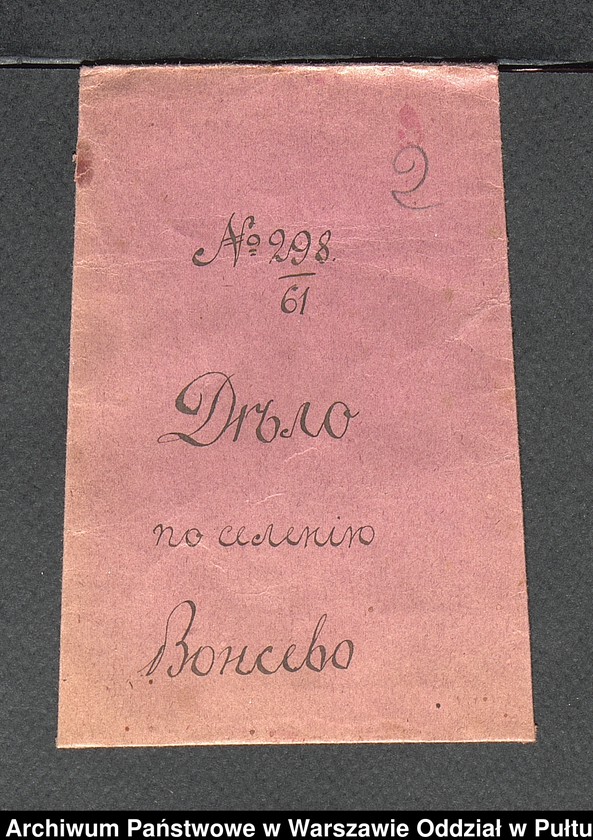 2
№ 298.
61
Дѣло
по селенію
Вонсево
Archiwum Państwowe w Warszawie Oddział w Pułtu